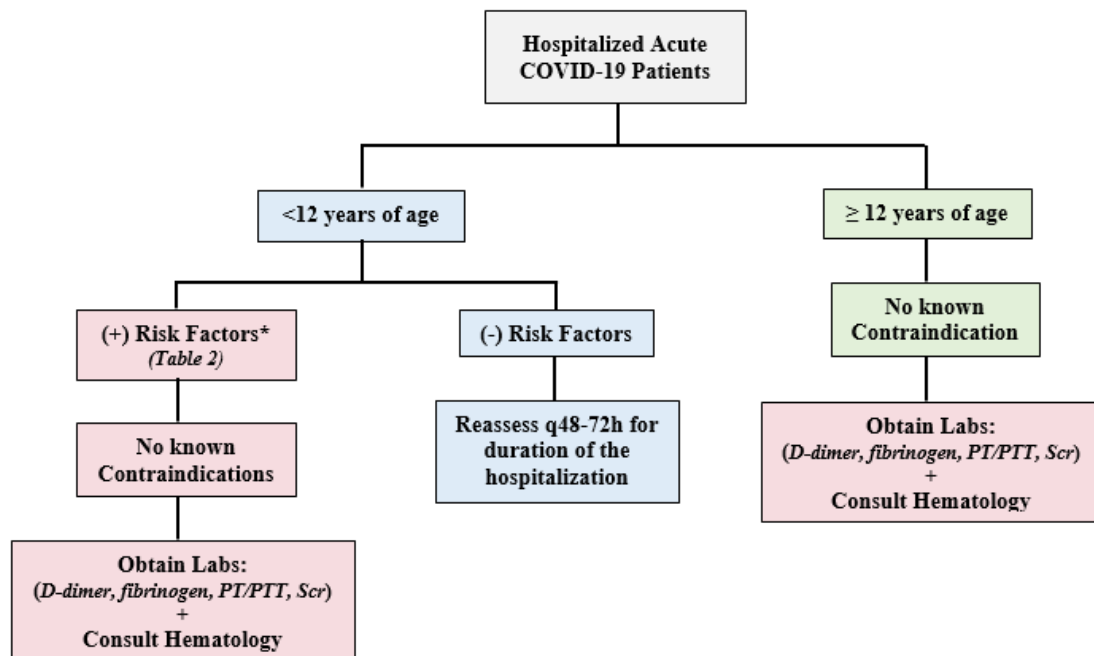 Hospitalized Acute
COVID-19 Patients
<12 years of age
≥ 12 years of age
(+) Risk Factors*
(Table 2)
(-) Risk Factors
No known
Contraindication
No known
Contraindications
Reassess q48-72h for
duration of the
hospitalization
Obtain Labs:
(D-dimer, fibrinogen, PT/PTT, Scr)
+
Consult Hematology
Obtain Labs:
(D-dimer, fibrinogen, PT/PTT, Scr)
+
Consult Hematology